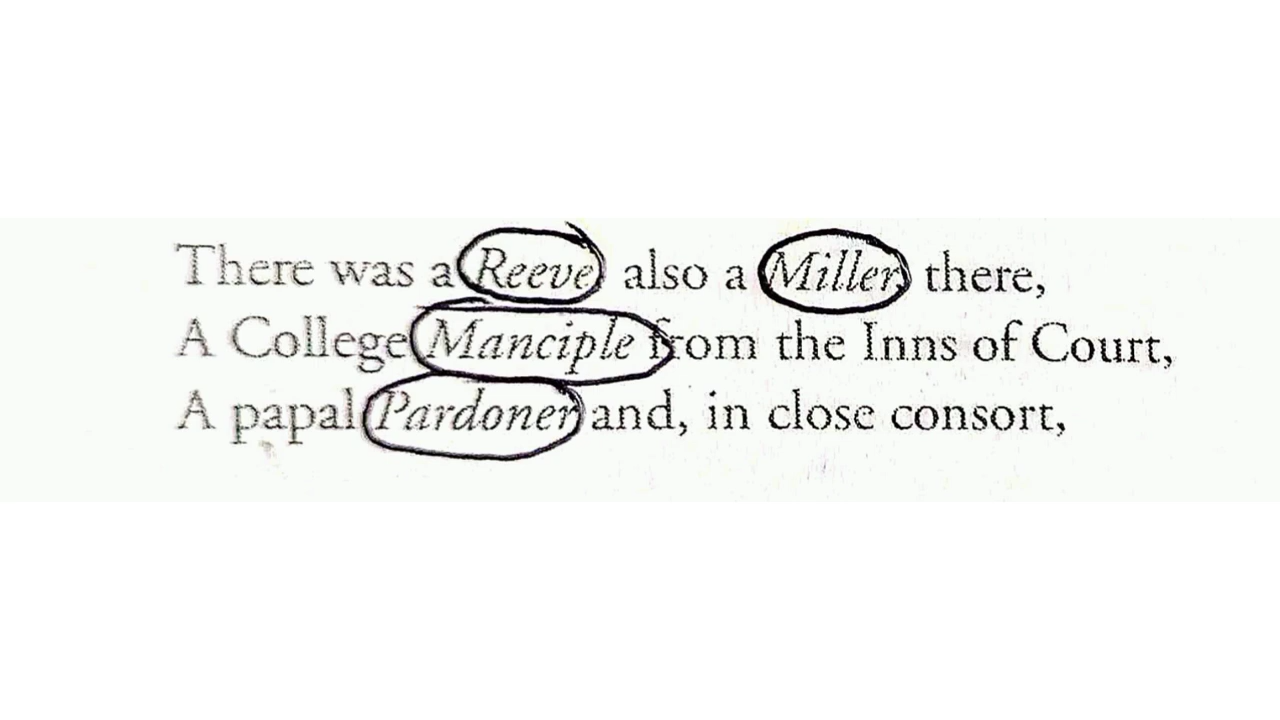 There was a Reeve also a Miller there,
A College Manciple from the Inns of Court,
A papal Pardoner and, in close consort,